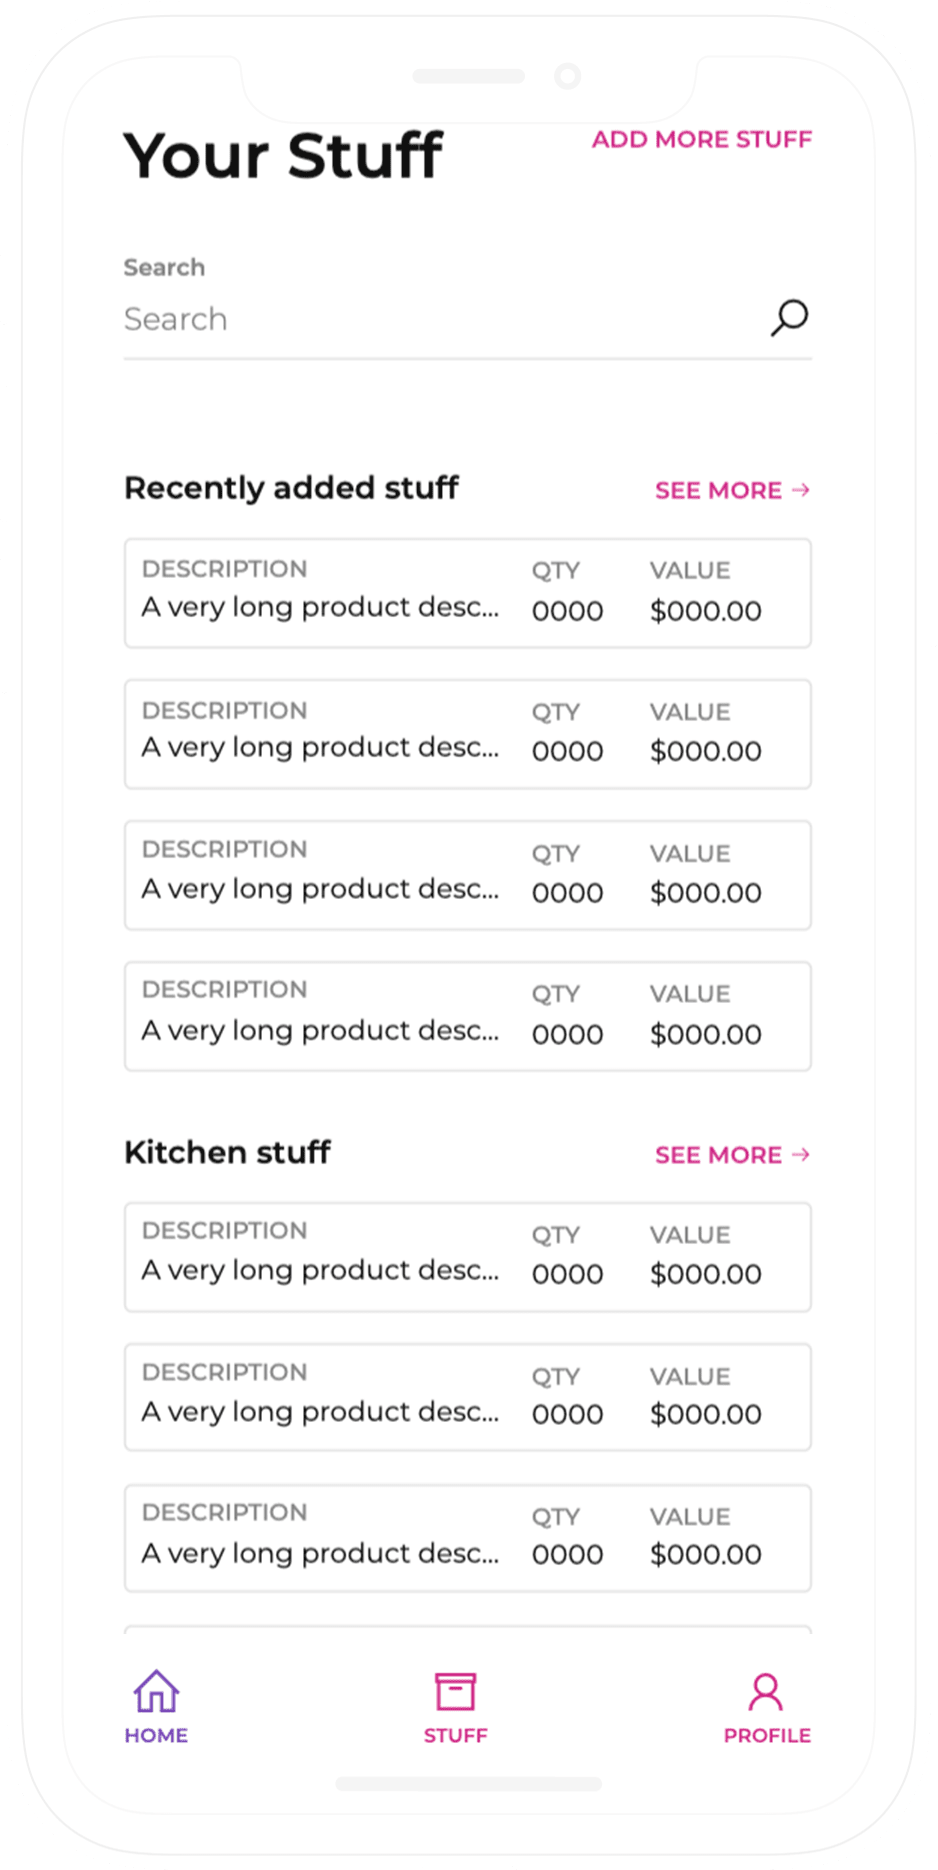 Your Stuff
ADD MORE STUFF
Search
Search
Recently added stuff
SEE MORE →
DESCRIPTION QTY VALUE
A very long product desc... 0000 $000.00
DESCRIPTION QTY VALUE
A very long product desc... 0000 $000.00
DESCRIPTION QTY VALUE
A very long product desc... 0000 $000.00
DESCRIPTION QTY VALUE
A very long product desc... 0000 $000.00
Kitchen stuff
SEE MORE →
DESCRIPTION QTY VALUE
A very long product desc... 0000 $000.00
DESCRIPTION QTY VALUE
A very long product desc... 0000 $000.00
DESCRIPTION QTY VALUE
A very long product desc... 0000 $000.00
HOME STUFF PROFILE